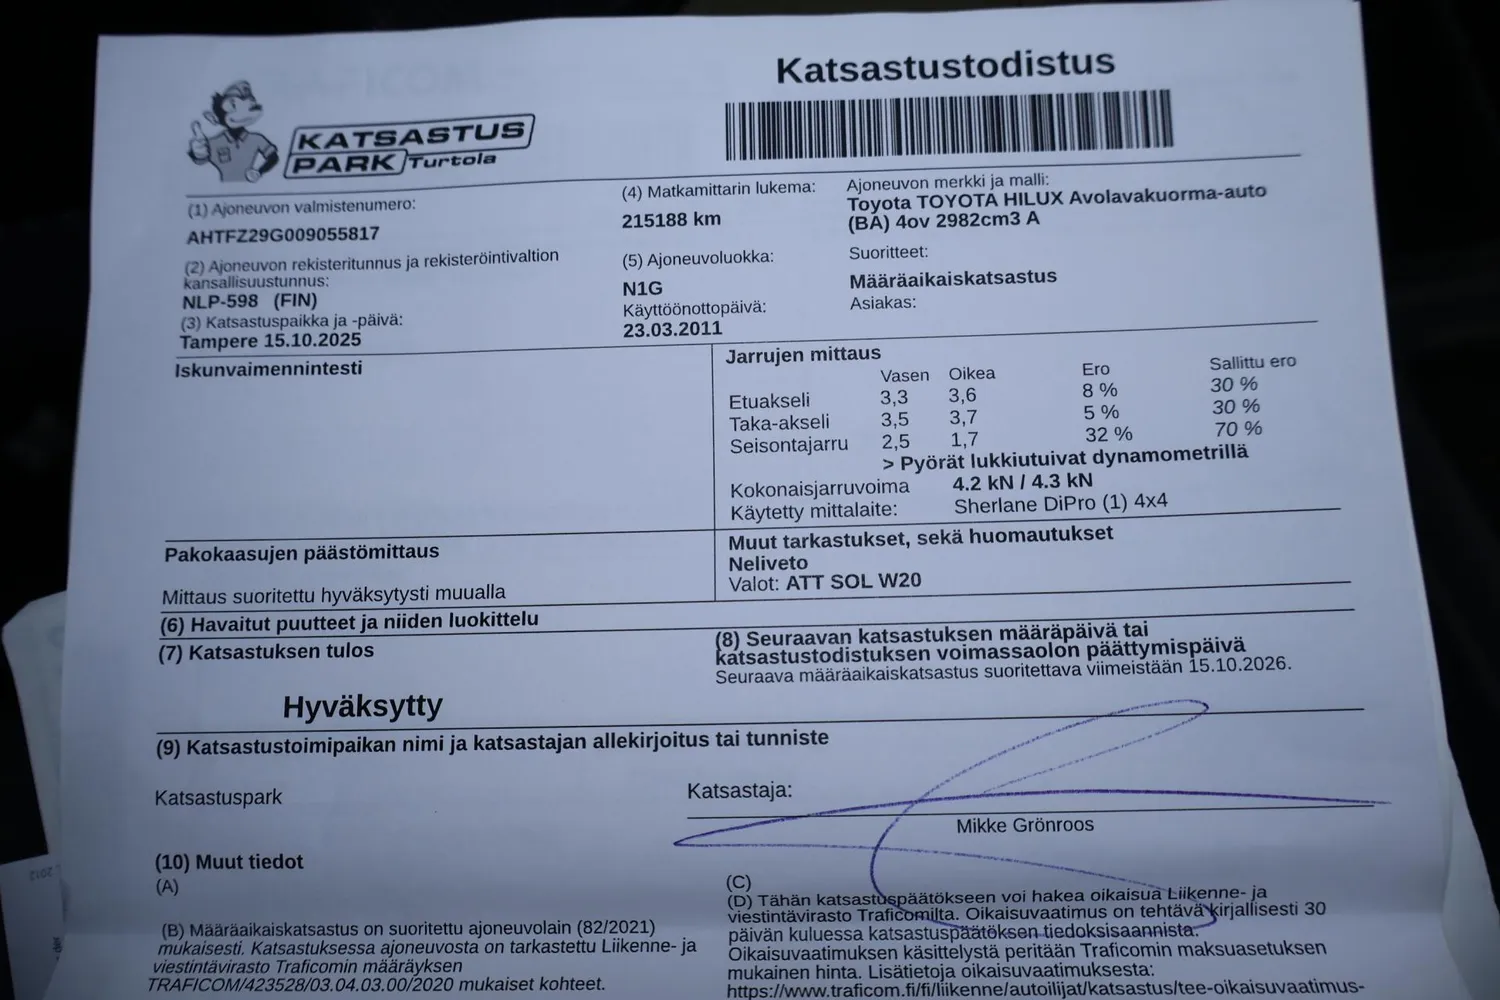 Katsastustodistus
KATSASTUS
PARK Turtola
(1) Ajoneuvon valmistenumero:
AHTFZ29G009055817
(2) Ajoneuvon rekisteritunnus ja rekisteröintivaltion
kansallisuustunnus:
NLP-598 (FIN)
(3) Katsastuspaikka ja -päivä:
Tampere 15.10.2025
(4) Matkamittarin lukema:
215188 km
(5) Ajoneuvoluokka:
N1G
Käyttöönottopäivä:
23.03.2011
Ajoneuvon merkki ja malli:
Toyota TOYOTA HILUX Avolavakuorma-auto
(BA) 4ov 2982cm3 A
Suoritteet:
Määräaikaiskatsastus
Asiakas:
Iskunvaimennintesti
Jarrujen mittaus
Vasen Oikea Ero Sallittu ero
Etuakseli 3,3 3,6 8 % 30 %
Taka-akseli 3,5 3,7 5 % 30 %
Seisontajarru 2,5 1,7 32 % 70 %
> Pyörät lukkiutuivat dynamometrillä
Kokonaisjarruvoima 4.2 kN / 4.3 kN
Käytetty mittalaite: Sherlane DiPro (1) 4x4
Pakokaasujen päästömittaus
Mittaus suoritettu hyväksytysti muualla
Muut tarkastukset, sekä huomautukset
Neliveto
Valot: ATT SOL W20
(6) Havaitut puutteet ja niiden luokittelu
(7) Katsastuksen tulos
Hyväksytty
(8) Seuraavan katsastuksen määräpäivä tai
katsastustodistuksen voimassaolon päättymispäivä
Seuraava määräaikaiskatsastus suoritettava viimeistään 15.10.2026.
(9) Katsastustoimipaikan nimi ja katsastajan allekirjoitus tai tunniste
Katsastuspark
Katsastaja:
Mikke Grönroos
(10) Muut tiedot
(A)
(B) Määräaikaiskatsastus on suoritettu ajoneuvolain (82/2021)
mukaisesti. Katsastuksessa ajoneuvosta on tarkastettu Liikenne- ja
viestintävirasto Traficomin määräyksen
TRAFICOM/423528/03.04.03.00/2020 mukaiset kohteet.
(C)
(D) Tähän katsastuspäätökseen voi hakea oikaisua Liikenne- ja
viestintävirasto Traficomilta. Oikaisuvaatimus on tehtävä kirjallisesti 30
päivän kuluessa katsastuspäätöksen tiedoksisaannista.
Oikaisuvaatimuksen käsittelystä peritään Traficomin maksuasetuksen
mukainen hinta. Lisätietoja oikaisuvaatimuksesta:
https://www.traficom.fi/fi/liikenne/autoilijat/katsastus/tee-oikaisuvaatimus-